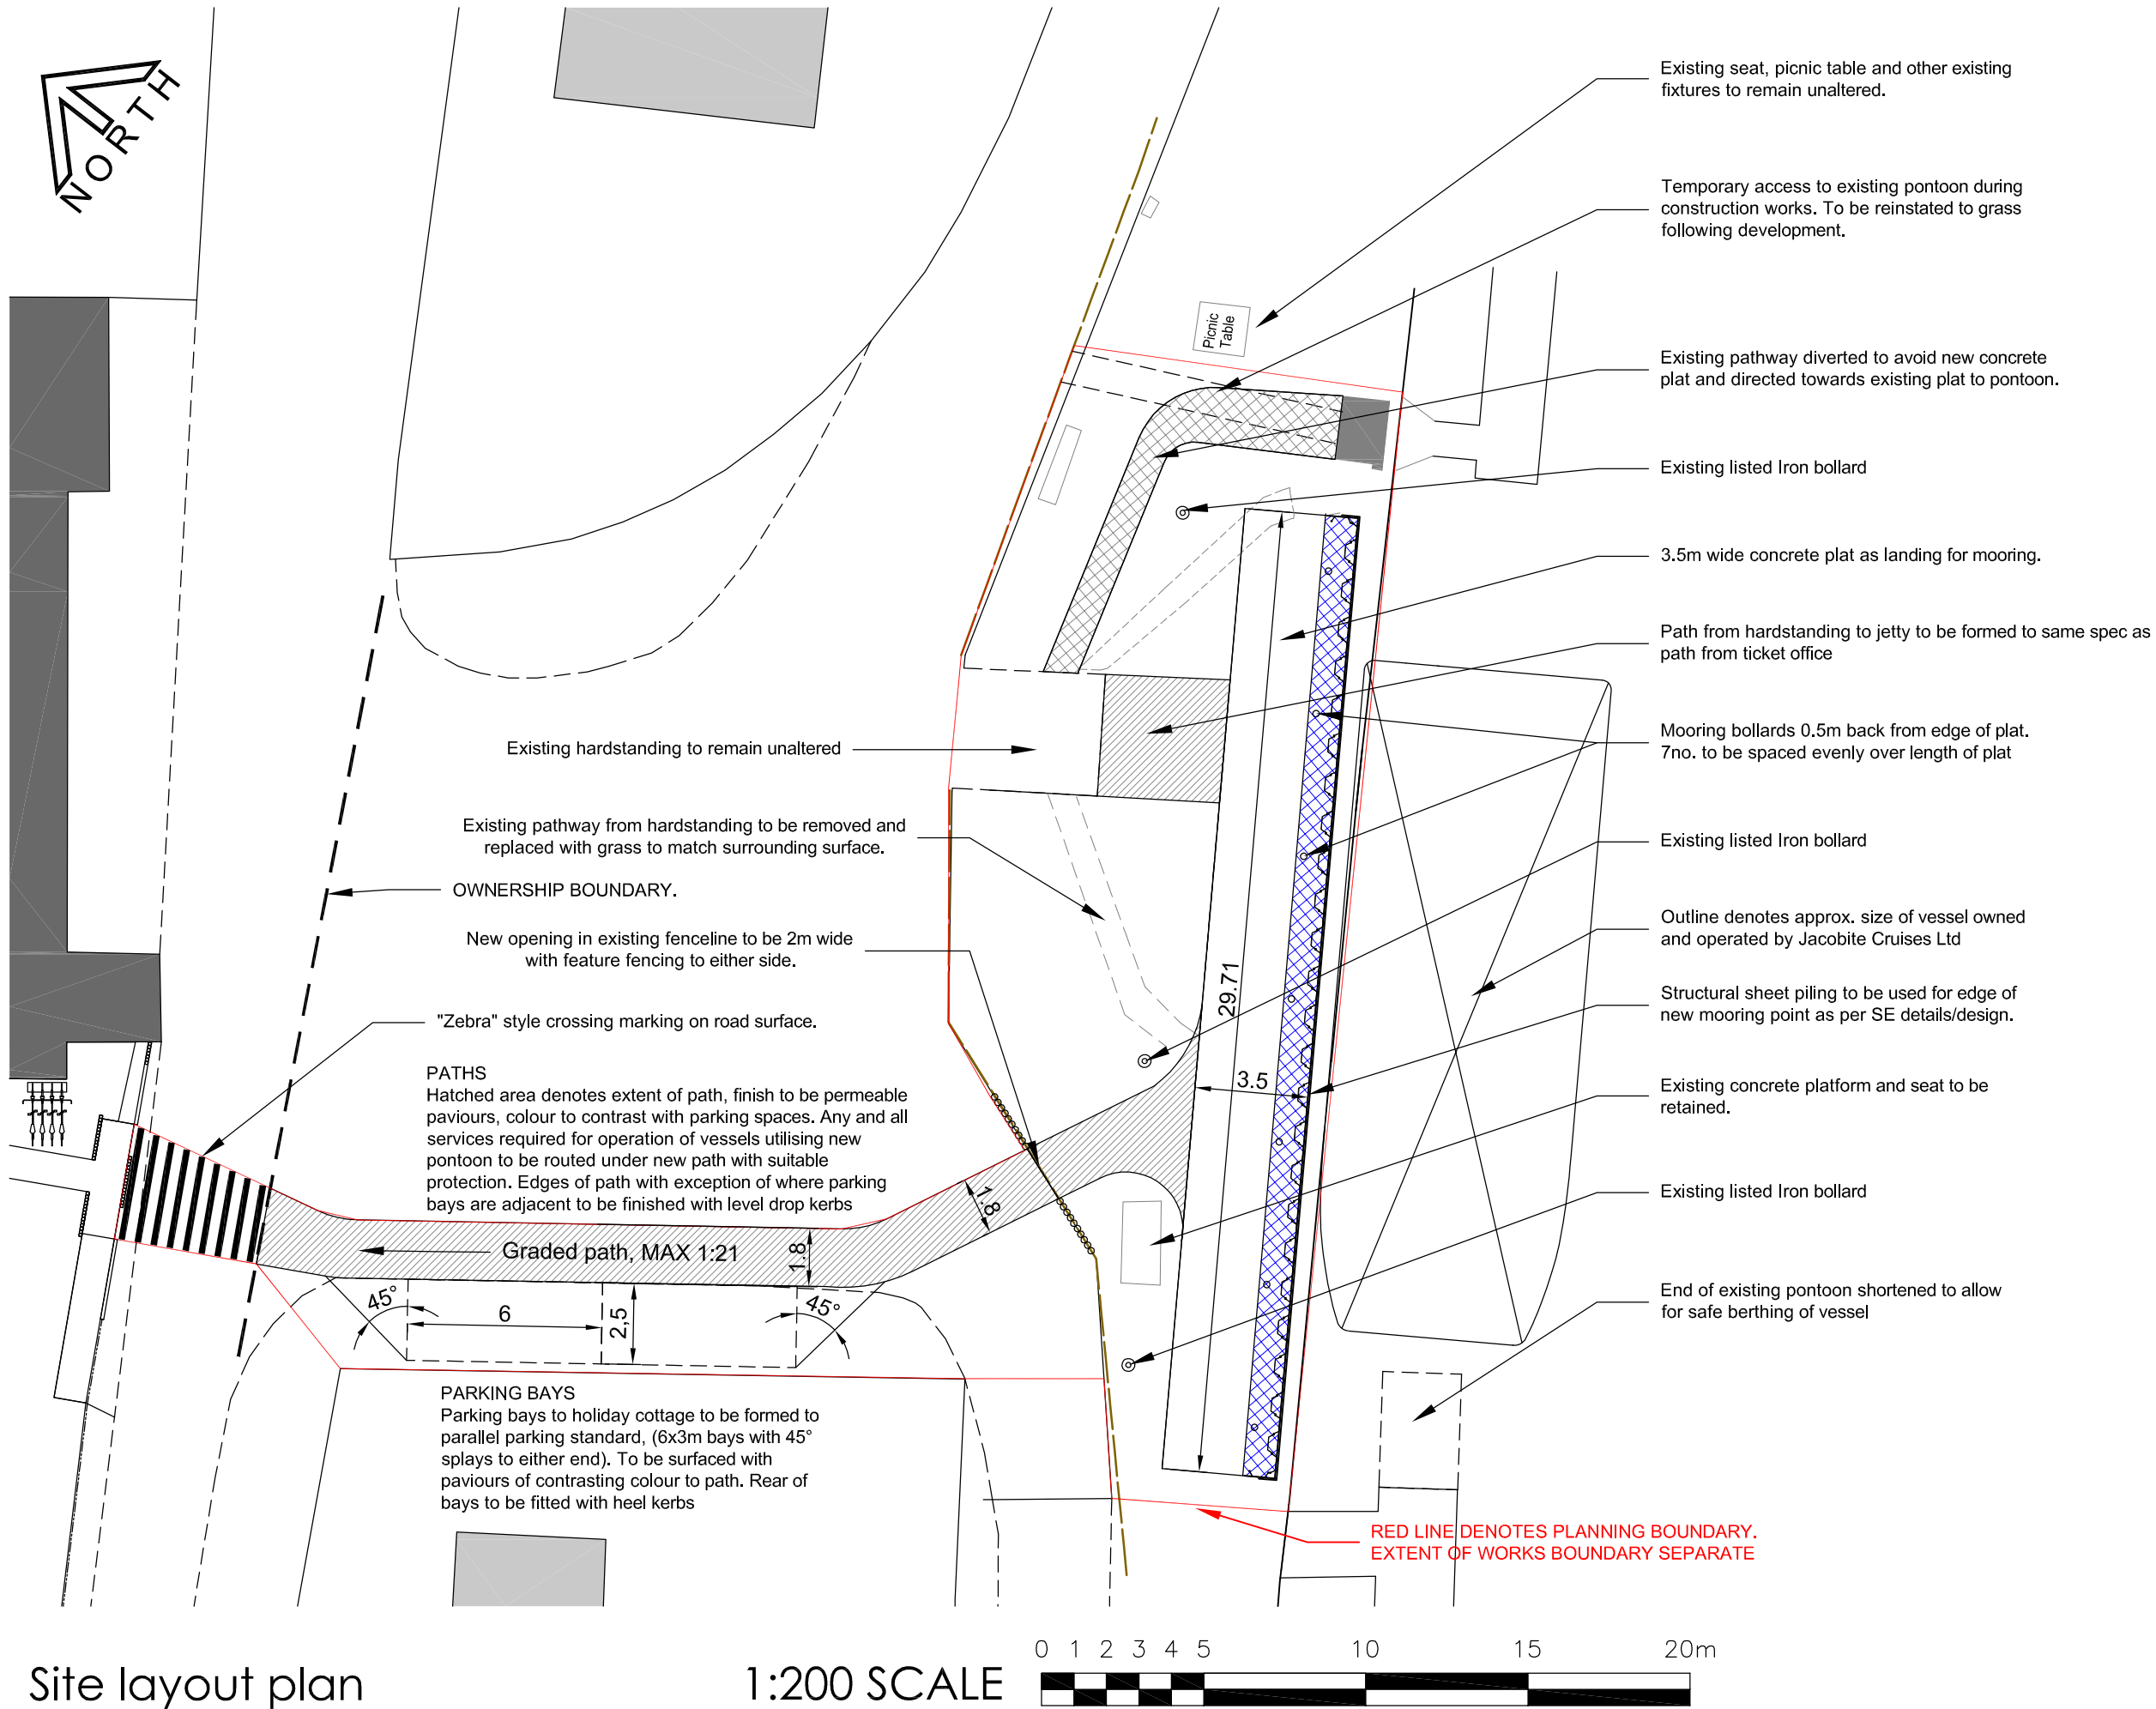 NORTH
Existing seat, picnic table and other existing
fixtures to remain unaltered.
Temporary access to existing pontoon during
construction works. To be reinstated to grass
following development.
Picnic
Table
Existing pathway diverted to avoid new concrete
plat and directed towards existing plat to pontoon.
Existing listed Iron bollard
3.5m wide concrete plat as landing for mooring.
Path from hardstanding to jetty to be formed to same spec as
path from ticket office
Mooring bollards 0.5m back from edge of plat.
7no. to be spaced evenly over length of plat
Existing hardstanding to remain unaltered
Existing pathway from hardstanding to be removed and
replaced with grass to match surrounding surface.
Existing listed Iron bollard
OWNERSHIP BOUNDARY.
Outline denotes approx. size of vessel owned
and operated by Jacobite Cruises Ltd
New opening in existing fenceline to be 2m wide
with feature fencing to either side.
29.71
Structural sheet piling to be used for edge of
new mooring point as per SE details/design.
"Zebra" style crossing marking on road surface.
3.5
Existing concrete platform and seat to be
retained.
PATHS
Hatched area denotes extent of path, finish to be permeable
paviours, colour to contrast with parking spaces. Any and all
services required for operation of vessels utilising new
pontoon to be routed under new path with suitable
protection. Edges of path with exception of where parking
bays are adjacent to be finished with level drop kerbs
1.8
Existing listed Iron bollard
Graded path, MAX 1:21
1.8
45°
6
2,5
45°
End of existing pontoon shortened to allow
for safe berthing of vessel
PARKING BAYS
Parking bays to holiday cottage to be formed to
parallel parking standard, (6x3m bays with 45°
splays to either end). To be surfaced with
paviours of contrasting colour to path. Rear of
bays to be fitted with heel kerbs
RED LINE DENOTES PLANNING BOUNDARY.
EXTENT OF WORKS BOUNDARY SEPARATE
Site layout plan
1:200 SCALE
0 1 2 3 4 5 10 15 20m